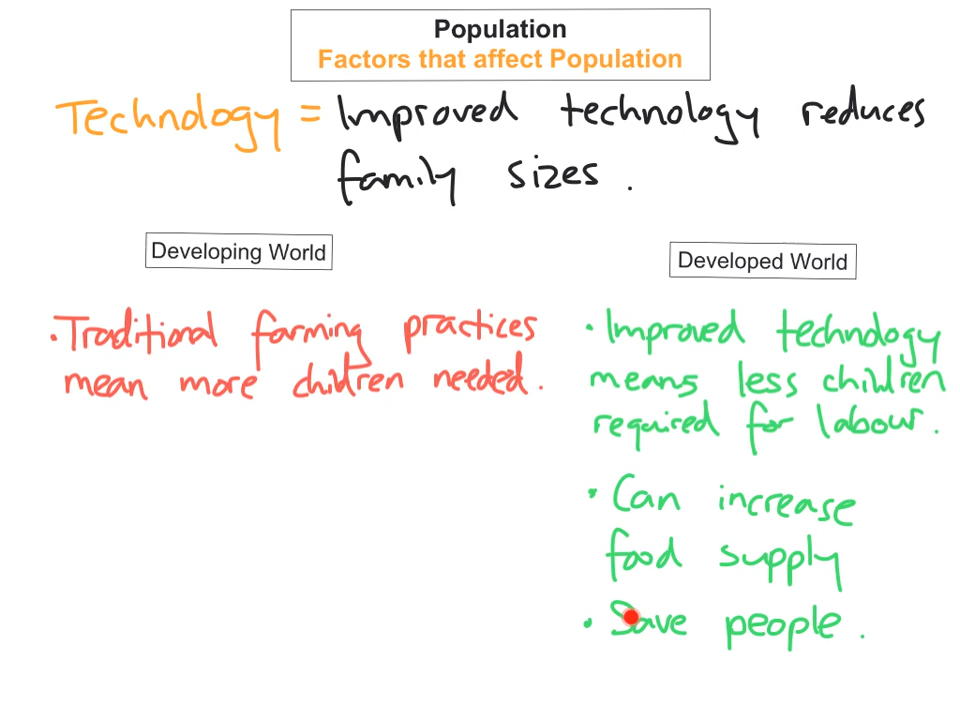 Population
Factors that affect Population
Technology = Improved technology reduces
family sizes.
Developing World
Developed World
• Traditional farming practices
mean more children needed.
• Improved technology
means less children
required for labour.
• Can increase
food supply
• Save people.